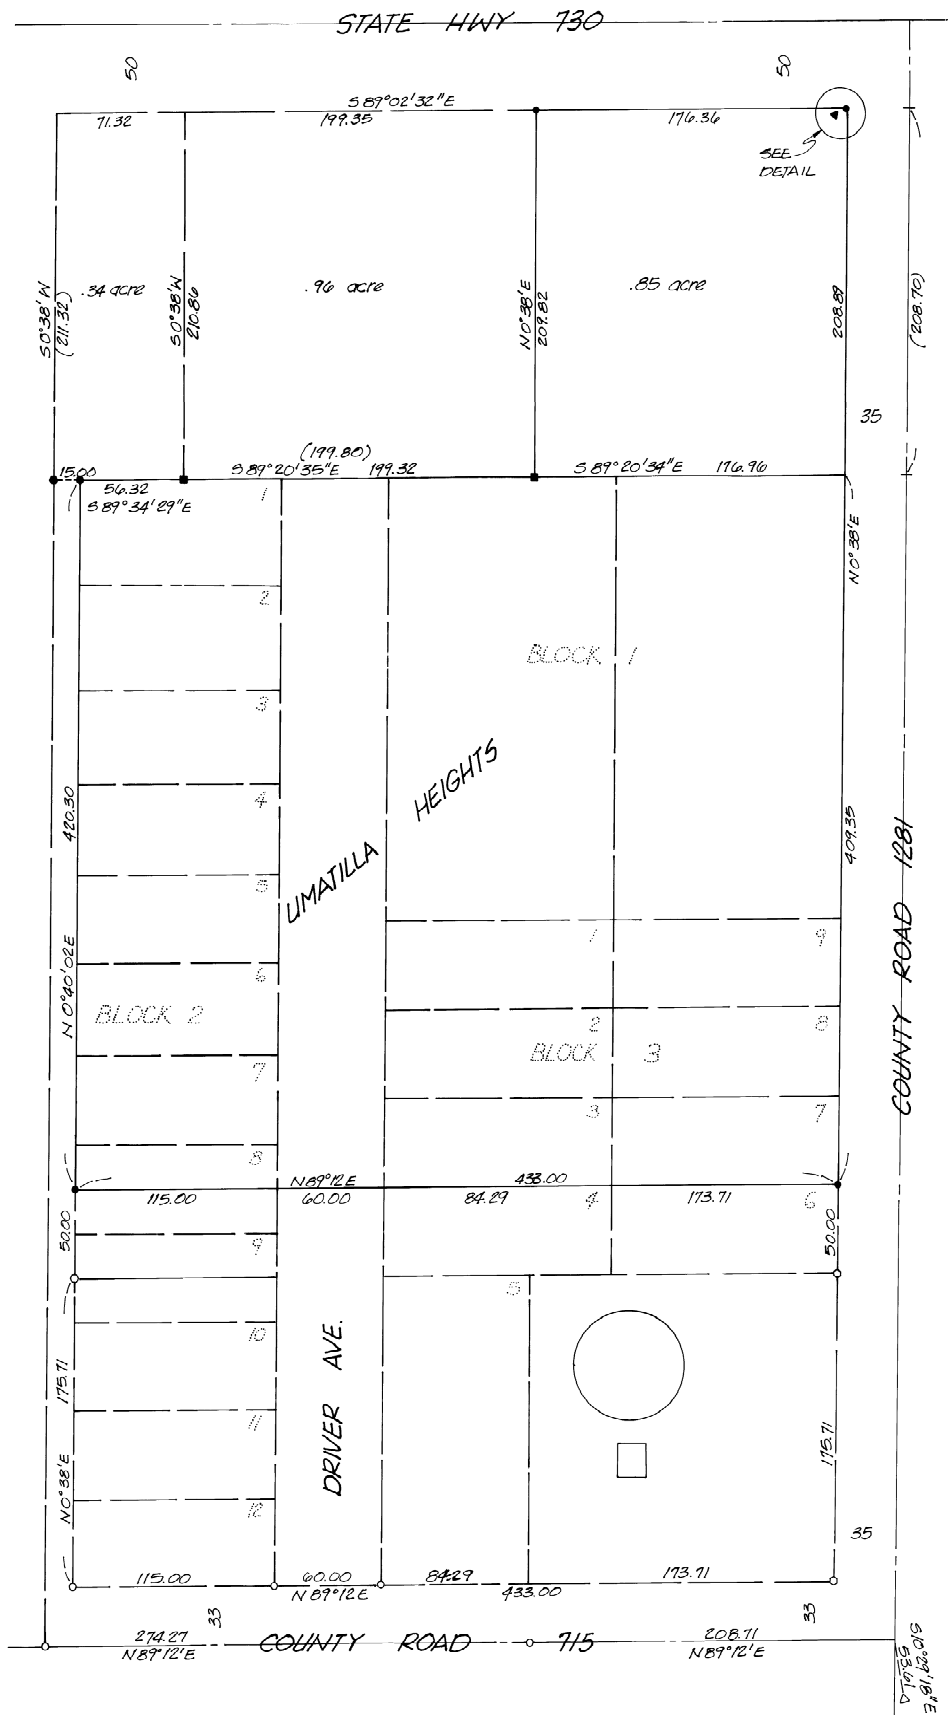 STATE HWY 730
50
50
S 89°02'32"E
71.32
199.35
176.36
SEE DETAIL
.34 acre
.96 acre
.85 acre
S0°38'W
(211.32)
S0°38'W
210.86
N0°38'E
209.82
208.89
(208.70)
35
(199.80)
15.00
S 89°20'35"E
199.32
S 89°20'34"E
176.96
56.32
S 89°34'29"E
1
N0°38'E
2
BLOCK 1
3
HEIGHTS
4
420.30
409.35
UMATILLA
5
COUNTY ROAD 1281
1
9
N 0°40'02E
6
BLOCK 2
2
8
BLOCK 3
7
3
7
8
N89°12'E
433.00
115.00
60.00
84.29
4
173.71
6
50.00
50.00
9
5
10
DRIVER AVE.
175.71
11
175.71
N0°38'E
12
35
115.00
60.00
84.29
173.71
N89°12E
433.00
33
33
274.27
COUNTY ROAD 715
208.71
N89°12'E
N89°12'E
S10°29'18"E
53.61